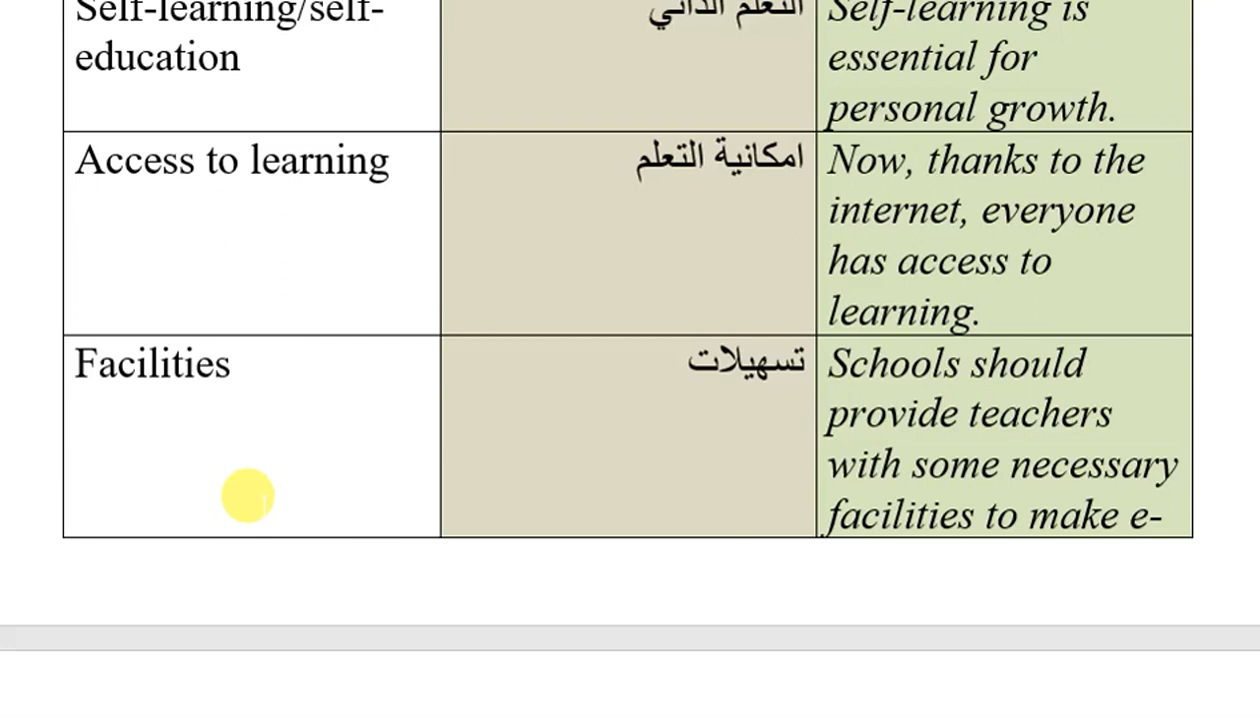 Self-learning/self-
education
التعلم الذاتي
Self-learning is
essential for
personal growth.
Access to learning
امكانية التعلم
Now, thanks to the
internet, everyone
has access to
learning.
Facilities
تسهيلات
Schools should
provide teachers
with some necessary
facilities to make e-